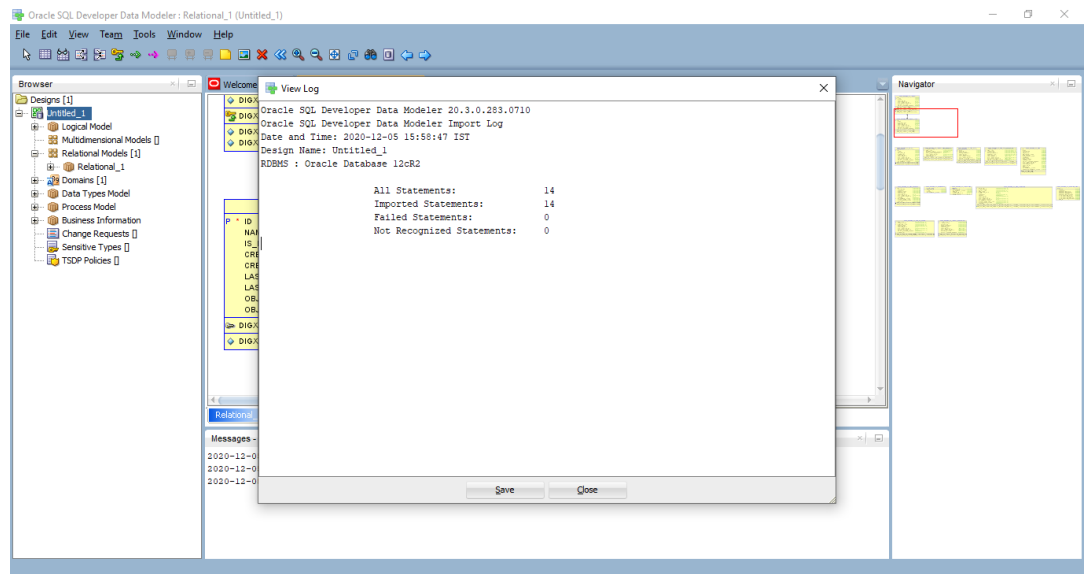 Oracle SQL Developer Data Modeler : Relational_1 (Untitled_1)
File Edit View Team Tools Window Help
Browser
Designs [1]
Untitled_1
Logical Model
Multidimensional Models []
Relational Models [1]
Relational_1
Domains [1]
Data Types Model
Process Model
Business Information
Change Requests []
Sensitive Types []
TSDP Policies []
Welcome
DIGX
DIGX
DIGX
DIGX
P * ID
NAM
IS_
CRE
CRE
LAS
LAS
OBJ
OBJ
DIGX
DIGX
Relational_
View Log
Oracle SQL Developer Data Modeler 20.3.0.283.0710
Oracle SQL Developer Data Modeler Import Log
Date and Time: 2020-12-05 15:58:47 IST
Design Name: Untitled_1
RDBMS : Oracle Database 12cR2
All Statements: 14
Imported Statements: 14
Failed Statements: 0
Not Recognized Statements: 0
Save Close
Messages -
2020-12-0
2020-12-0
2020-12-0
Navigator